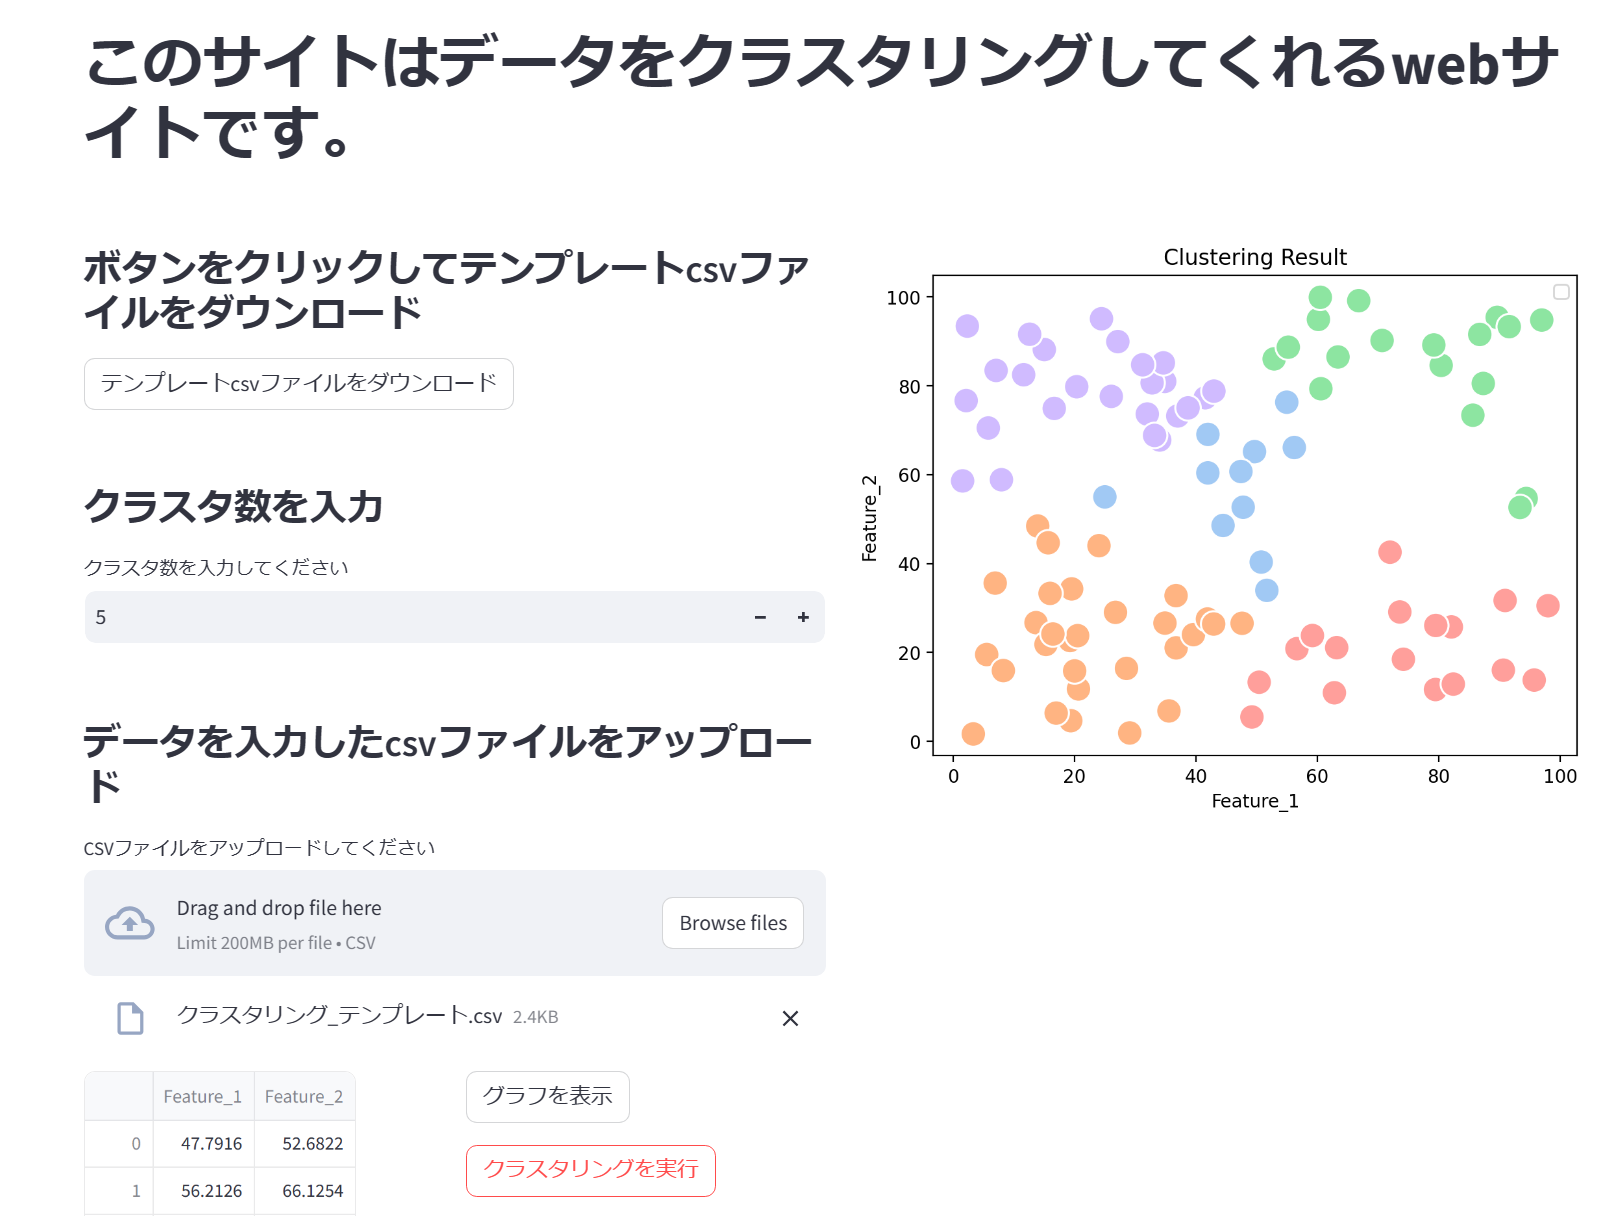 このサイトはデータをクラスタリングしてくれるwebサ
イトです。
ボタンをクリックしてテンプレートcsvファ
イルをダウンロード
テンプレートcsvファイルをダウンロード
クラスタ数を入力
クラスタ数を入力してください
5
データを入力したcsvファイルをアップロー
ド
CSVファイルをアップロードしてください
Drag and drop file here
Limit 200MB per file • CSV
Browse files
クラスタリング_テンプレート.csv 2.4KB
Feature_1 Feature_2
0 47.7916 52.6822
1 56.2126 66.1254
グラフを表示
クラスタリングを実行
Clustering Result
100
80
60
40
20
0
Feature_2
0 20 40 60 80 100
Feature_1